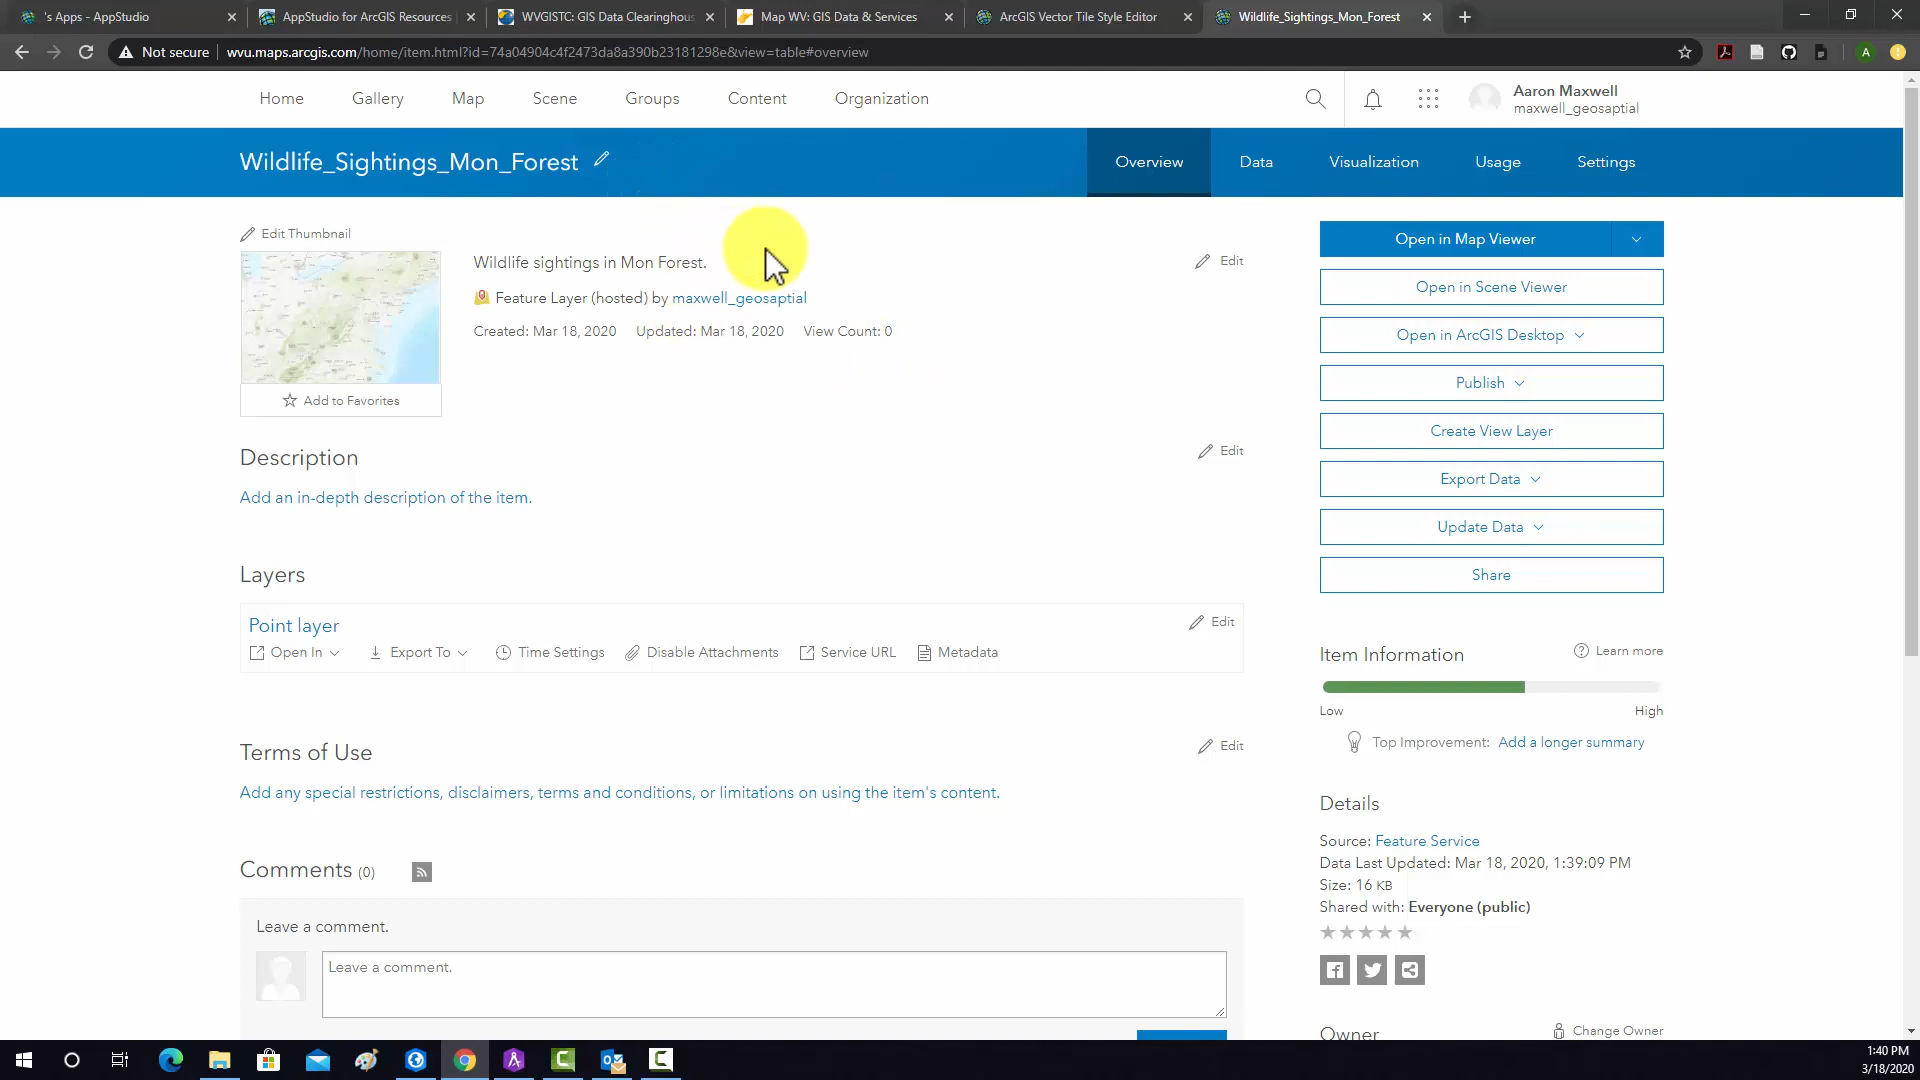 's Apps - AppStudio
AppStudio for ArcGIS Resources
WVGISTC: GIS Data Clearinghous
Map WV: GIS Data & Services
ArcGIS Vector Tile Style Editor
Wildlife_Sightings_Mon_Forest
Not secure
wvu.maps.arcgis.com/home/item.html?id=74a04904c4f2473da8a390b23181298e&view=table#overview
A
Home
Gallery
Map
Scene
Groups
Content
Organization
Aaron Maxwell
maxwell_geosaptial
Wildlife_Sightings_Mon_Forest
Overview
Data
Visualization
Usage
Settings
Edit Thumbnail
Add to Favorites
Wildlife sightings in Mon Forest.
Edit
Feature Layer (hosted) by maxwell_geosaptial
Created: Mar 18, 2020 Updated: Mar 18, 2020 View Count: 0
Description
Edit
Add an in-depth description of the item.
Layers
Point layer
Edit
Open In
Export To
Time Settings
Disable Attachments
Service URL
Metadata
Terms of Use
Edit
Add any special restrictions, disclaimers, terms and conditions, or limitations on using the item's content.
Comments (0)
Leave a comment.
Leave a comment.
Open in Map Viewer
Open in Scene Viewer
Open in ArcGIS Desktop
Publish
Create View Layer
Export Data
Update Data
Share
Item Information
Learn more
Low
High
Top Improvement: Add a longer summary
Details
Source: Feature Service
Data Last Updated: Mar 18, 2020, 1:39:09 PM
Size: 16 KB
Shared with: Everyone (public)
Owner
Change Owner
1:40 PM
3/18/2020